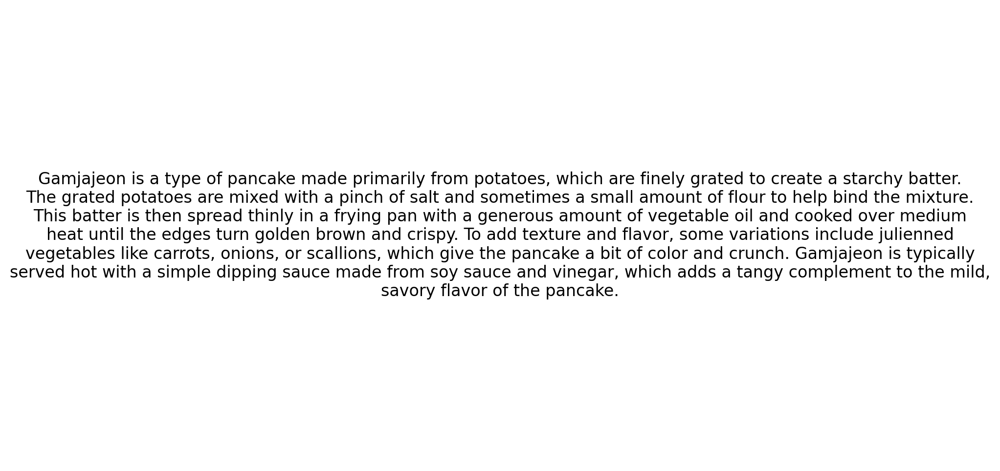 Gamjajeon is a type of pancake made primarily from potatoes, which are finely grated to create a starchy batter.
The grated potatoes are mixed with a pinch of salt and sometimes a small amount of flour to help bind the mixture.
This batter is then spread thinly in a frying pan with a generous amount of vegetable oil and cooked over medium
heat until the edges turn golden brown and crispy. To add texture and flavor, some variations include julienned
vegetables like carrots, onions, or scallions, which give the pancake a bit of color and crunch. Gamjajeon is typically
served hot with a simple dipping sauce made from soy sauce and vinegar, which adds a tangy complement to the mild,
savory flavor of the pancake.